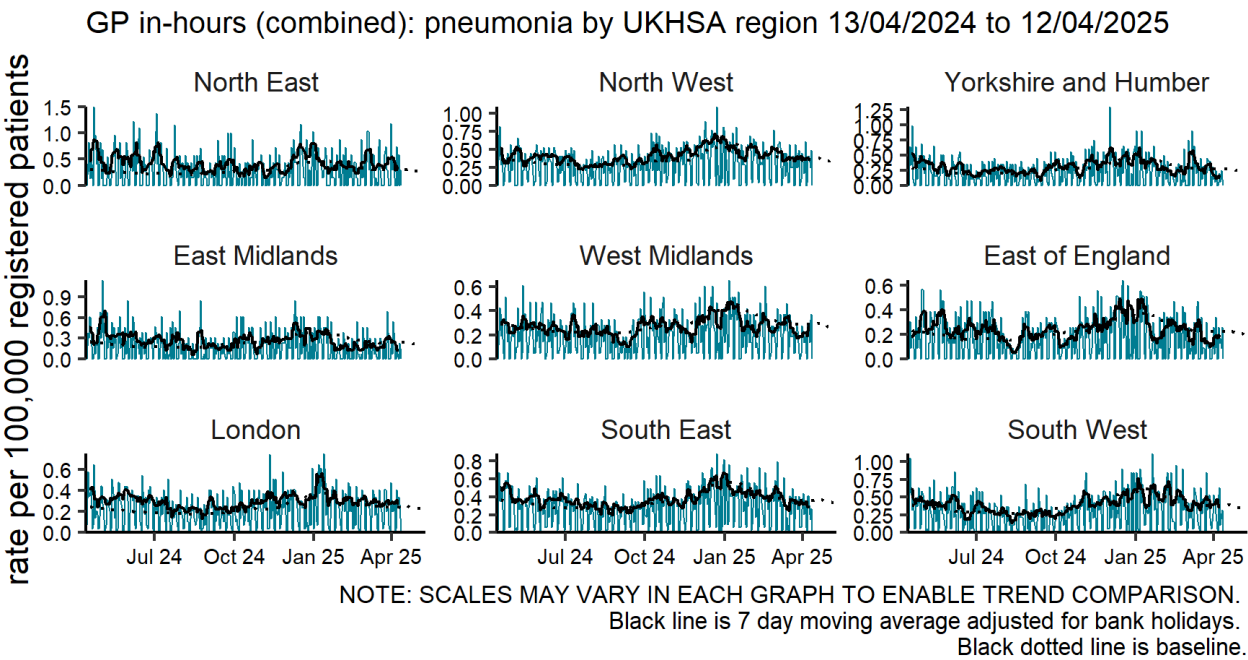 GP in-hours (combined): pneumonia by UKHSA region 13/04/2024 to 12/04/2025
rate per 100,000 registered patients
North East
1.5
1.0
0.5
0.0
North West
1.00
0.75
0.50
0.25
0.00
Yorkshire and Humber
1.25
1.00
0.75
0.50
0.25
0.00
East Midlands
0.9
0.6
0.3
0.0
West Midlands
0.6
0.4
0.2
0.0
East of England
0.6
0.4
0.2
0.0
London
0.6
0.4
0.2
0.0
Jul 24 Oct 24 Jan 25 Apr 25
South East
0.8
0.6
0.4
0.2
0.0
Jul 24 Oct 24 Jan 25 Apr 25
South West
1.00
0.75
0.50
0.25
0.00
Jul 24 Oct 24 Jan 25 Apr 25
NOTE: SCALES MAY VARY IN EACH GRAPH TO ENABLE TREND COMPARISON.
Black line is 7 day moving average adjusted for bank holidays.
Black dotted line is baseline.